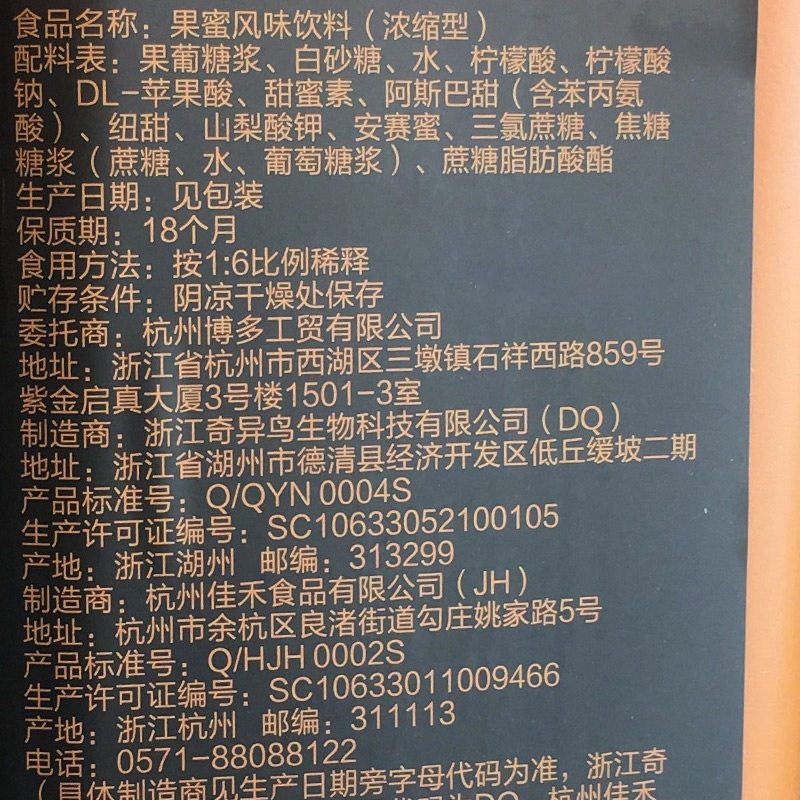 食品名称：果蜜风味饮料（浓缩型）
配料表：果葡糖浆、白砂糖、水、柠檬酸、柠檬酸
钠、DL-苹果酸、甜蜜素、阿斯巴甜（含苯丙氨
酸）、纽甜、山梨酸钾、安赛蜜、三氯蔗糖、焦糖
糖浆（蔗糖、水、葡萄糖浆）、蔗糖脂肪酸酯
生产日期：见包装
保质期：18个月
食用方法：按1:6比例稀释
贮存条件：阴凉干燥处保存
委托商：杭州博多工贸有限公司
地址：浙江省杭州市西湖区三墩镇石祥西路859号
紫金启真大厦3号楼1501-3室
制造商：浙江奇异鸟生物科技有限公司（DQ）
地址：浙江省湖州市德清县经济开发区低丘缓坡二期
产品标准号：Q/QYN 0004S
生产许可证编号：SC10633052100105
产地：浙江湖州 邮编：313299
制造商：杭州佳禾食品有限公司（JH）
地址：杭州市余杭区良渚街道勾庄姚家路5号
产品标准号：Q/HJH 0002S
生产许可证编号：SC10633011009466
产地：浙江杭州 邮编：311113
电话：0571-88088122
（具体制造商见生产日期旁字母代码为准，浙江奇
代码为DQ，杭州佳禾